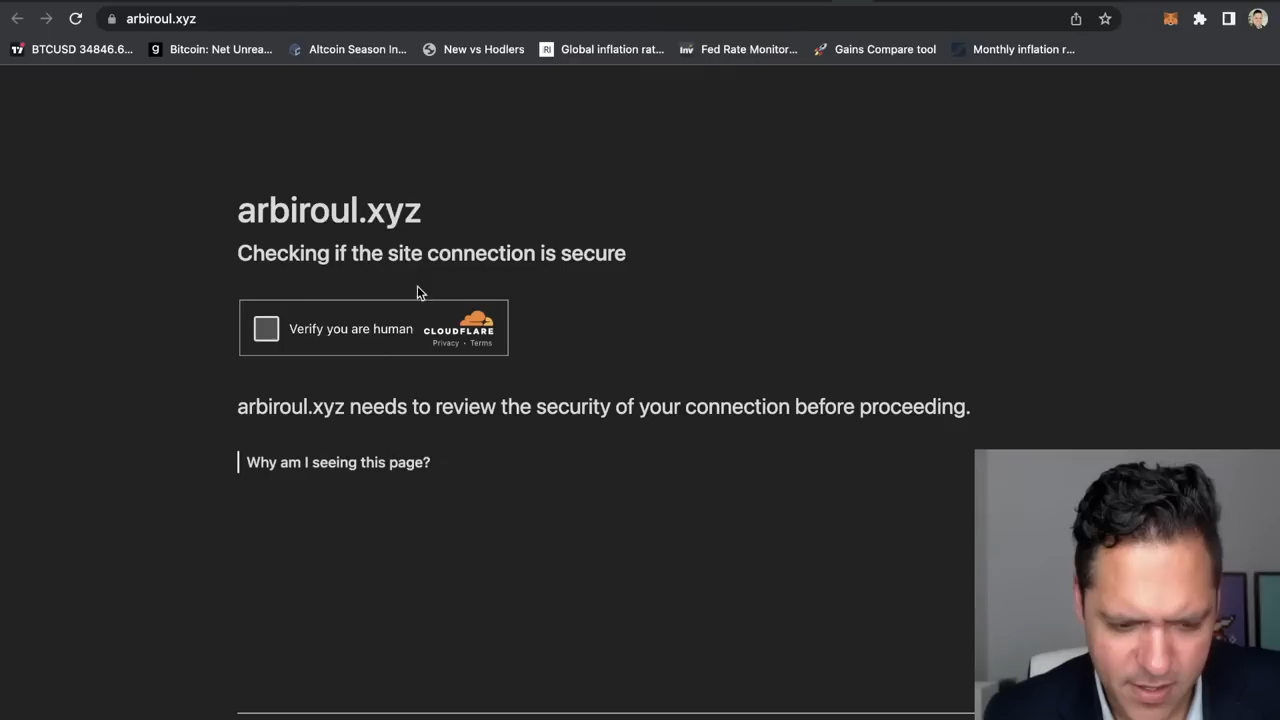 arbiroul.xyz
BTCUSD 34846.6... Bitcoin: Net Unrea... Altcoin Season In... New vs Hodlers RI Global inflation rat... Inv Fed Rate Monitor... Gains Compare tool Monthly inflation r...
arbiroul.xyz
Checking if the site connection is secure
Verify you are human
CLOUDFLARE
Privacy · Terms
arbiroul.xyz needs to review the security of your connection before proceeding.
Why am I seeing this page?